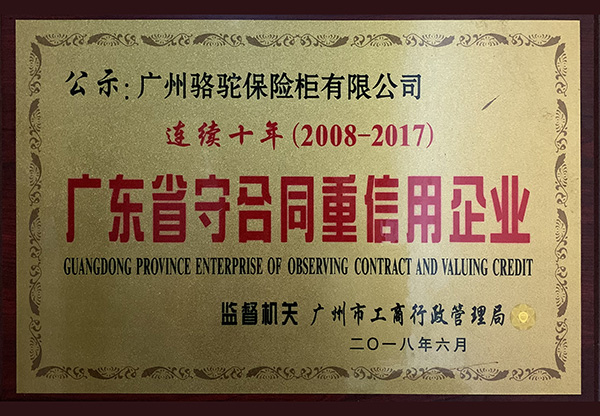 公示:广州骆驼保险柜有限公司
连续十年(2008-2017)
广东省守合同重信用企业
GUANGDONG PROVINCE ENTERPRISE OF OBSERVING CONTRACT AND VALUING CREDIT
监督机关 广州市工商行政管理局
二〇一八年六月